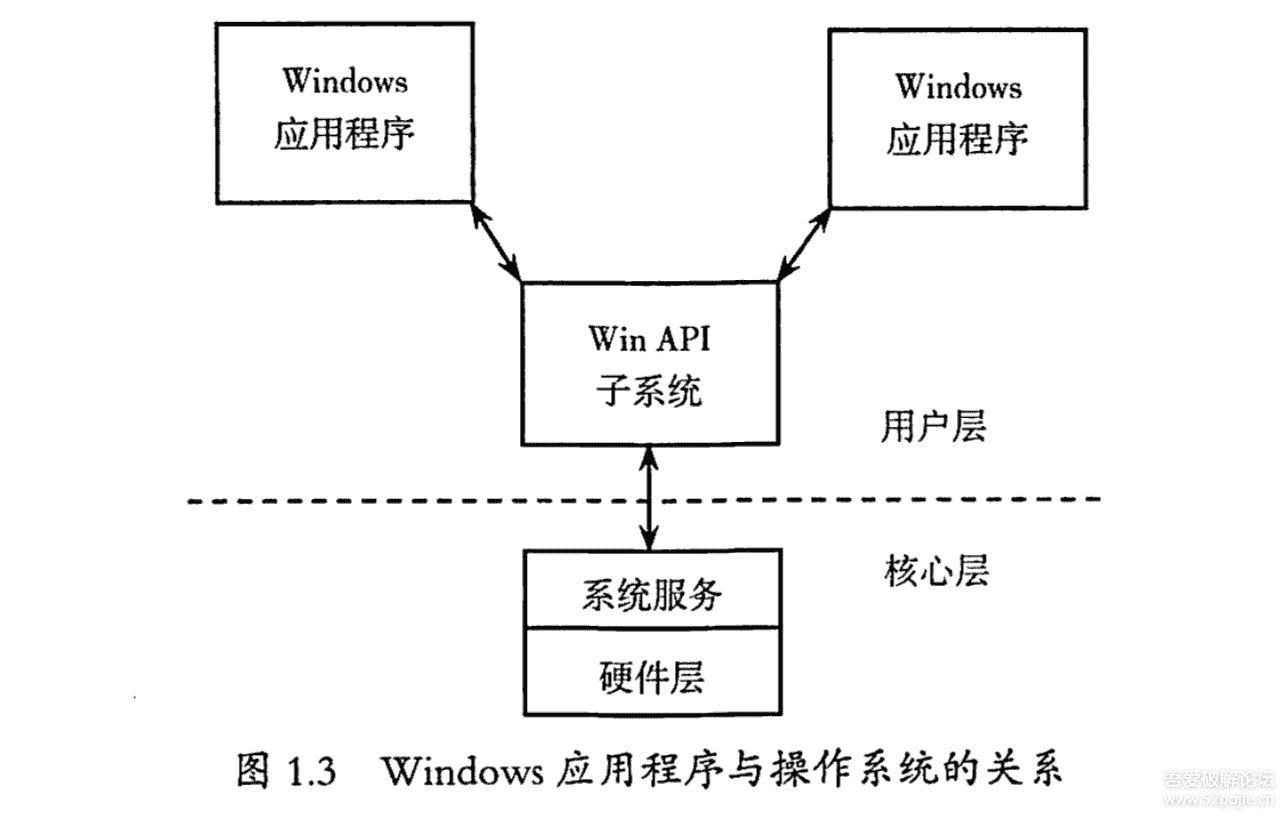 Windows
应用程序
Windows
应用程序
Win API
子系统
用户层
核心层
系统服务
硬件层
图 1.3 Windows 应用程序与操作系统的关系
吾爱破解论坛
www.52pojie.cn